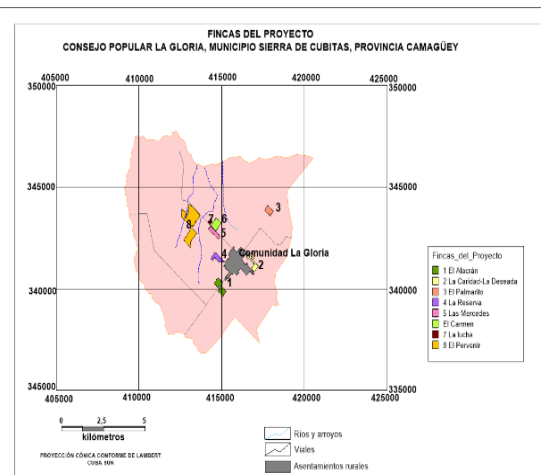 FINCAS DEL PROYECTO
CONSEJO POPULAR LA GLORIA, MUNICIPIO SIERRA DE CUBITAS, PROVINCIA CAMAGÜEY
405000 410000 415000 420000 425000
350000 350000
345000 345000
3
7 6
8
5
4 Comunidad La Gloria
2
340000 340000
1
Fincas_del_Proyecto
1 El Alacrán
2 La Caridad-La Deseada
3 El Palmarito
4 La Reserva
5 Las Mercedes
El Carmen
7 La lucha
8 El Pervenir
345000 335000
405000 410000 415000 420000 425000
0 2,5 5
kilómetros
PROYECCIÓN CÓNICA CONFORME DE LAMBERT
CUBA SUR
Ríos y arroyos
Viales
Asentamientos rurales